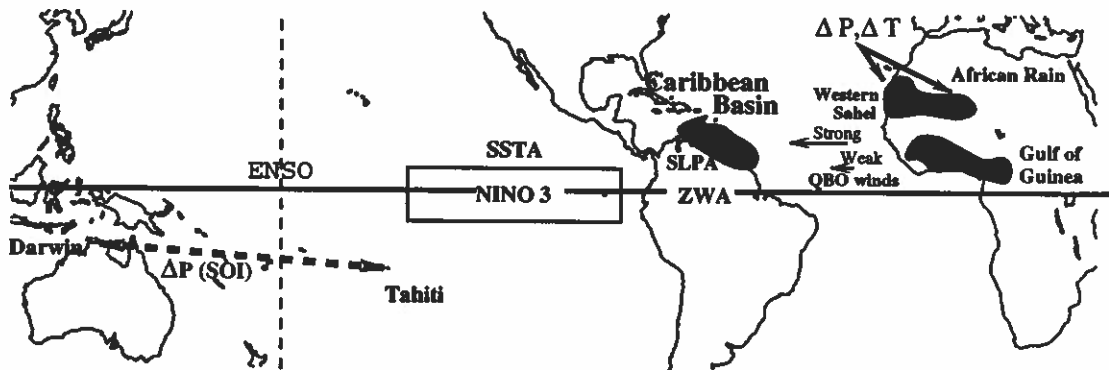 ΔP, ΔT
African Rain
Caribbean
Basin
Western
Sahel
Strong
SSTA
SLPA
Weak
Gulf of
Guinea
ENSO
QBO winds
NINO 3
ZWA
Darwin
ΔP (SOI)
Tahiti